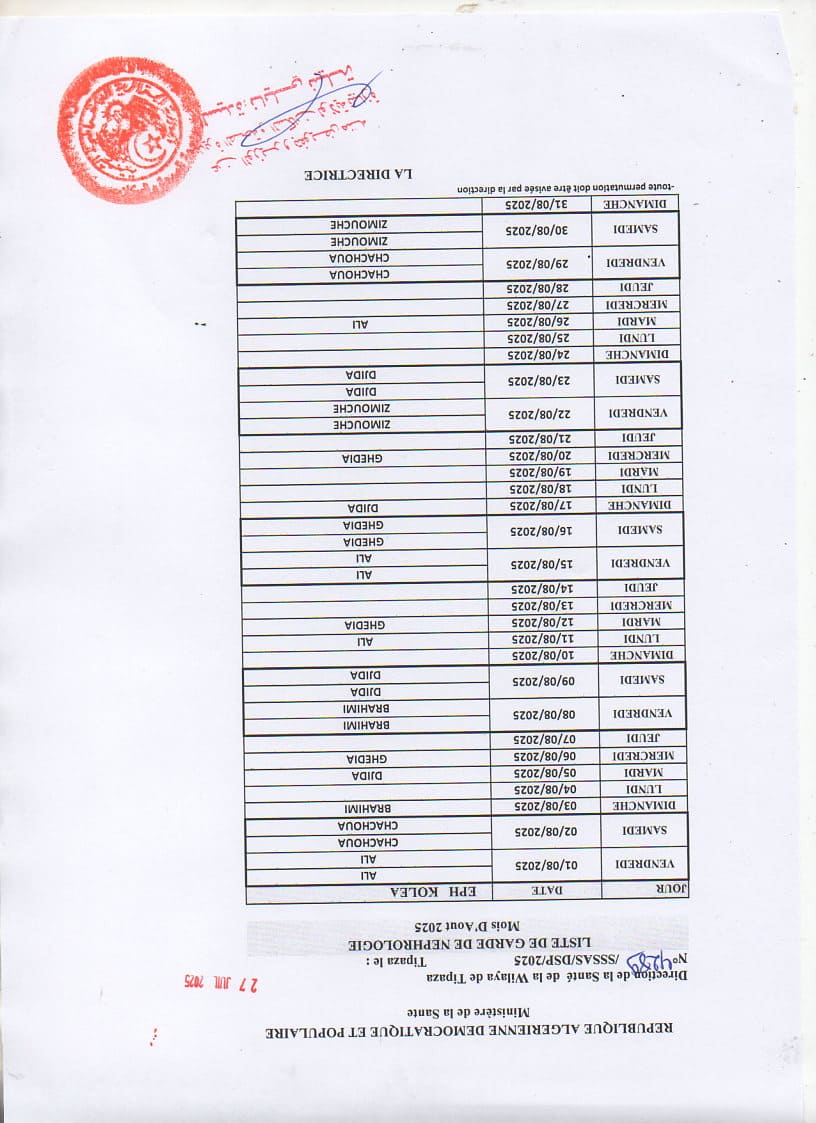 REPUBLIQUE ALGERIENNE DEMOCRATIQUE ET POPULAIRE
Ministère de la Sante
Direction de la Santé de la Wilaya de Tipaza
27 JUIL 2025
N° 4289 /SSSAS/DSP/2025 Tipaza le :
LISTE DE GARDE DE NEPHROLOGIE
Mois D'Aout 2025
JOUR DATE EPH KOLEA
VENDREDI 01/08/2025 ALI
ALI
SAMEDI 02/08/2025 CHACHOUA
CHACHOUA
DIMANCHE 03/08/2025 BRAHIMI
LUNDI 04/08/2025
MARDI 05/08/2025 DJIDA
MERCREDI 06/08/2025 GHEDIA
JEUDI 07/08/2025
VENDREDI 08/08/2025 BRAHIMI
BRAHIMI
SAMEDI 09/08/2025 DJIDA
DJIDA
DIMANCHE 10/08/2025
LUNDI 11/08/2025 ALI
MARDI 12/08/2025 GHEDIA
MERCREDI 13/08/2025
JEUDI 14/08/2025
VENDREDI 15/08/2025 ALI
ALI
SAMEDI 16/08/2025 GHEDIA
GHEDIA
DIMANCHE 17/08/2025 DJIDA
LUNDI 18/08/2025
MARDI 19/08/2025
MERCREDI 20/08/2025 GHEDIA
JEUDI 21/08/2025
VENDREDI 22/08/2025 ZIMOUCHE
ZIMOUCHE
SAMEDI 23/08/2025 DJIDA
DJIDA
DIMANCHE 24/08/2025
LUNDI 25/08/2025
MARDI 26/08/2025 ALI
MERCREDI 27/08/2025
JEUDI 28/08/2025
VENDREDI 29/08/2025 CHACHOUA
CHACHOUA
SAMEDI 30/08/2025 ZIMOUCHE
ZIMOUCHE
DIMANCHE 31/08/2025
-toute permutation doit être avisée par la direction
LA DIRECTRICE
عن الوزير و بتفويض منه
الصحة و السكان لولاية تيبازة
السيدة: نايلي نبيلة